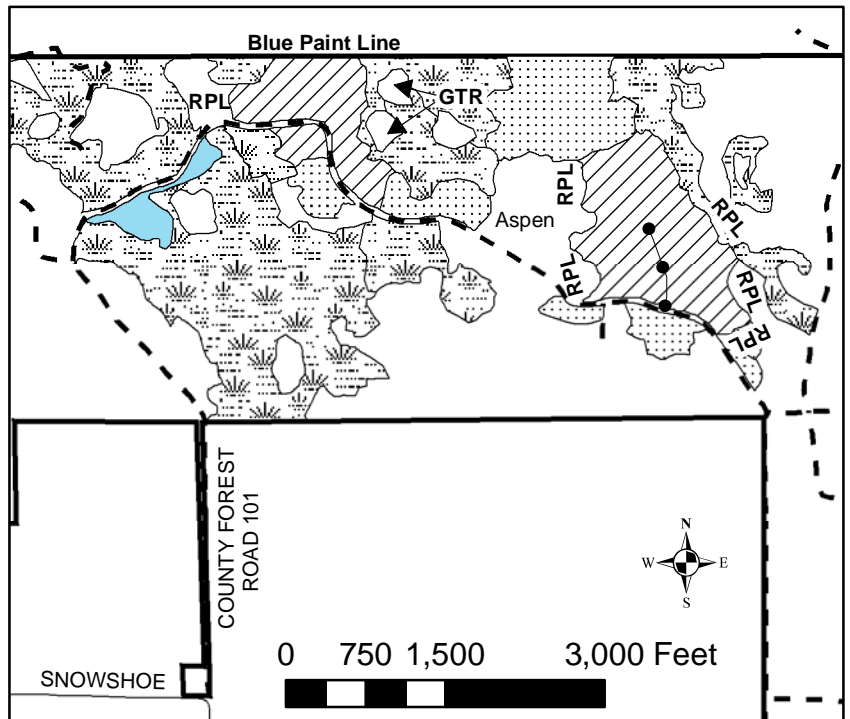 Blue Paint Line
RPL
GTR
RPL
RPL
Aspen
RPL
RPL
RPL
COUNTY FOREST
ROAD 101
N
W
E
S
0 750 1,500 3,000 Feet
SNOWSHOE